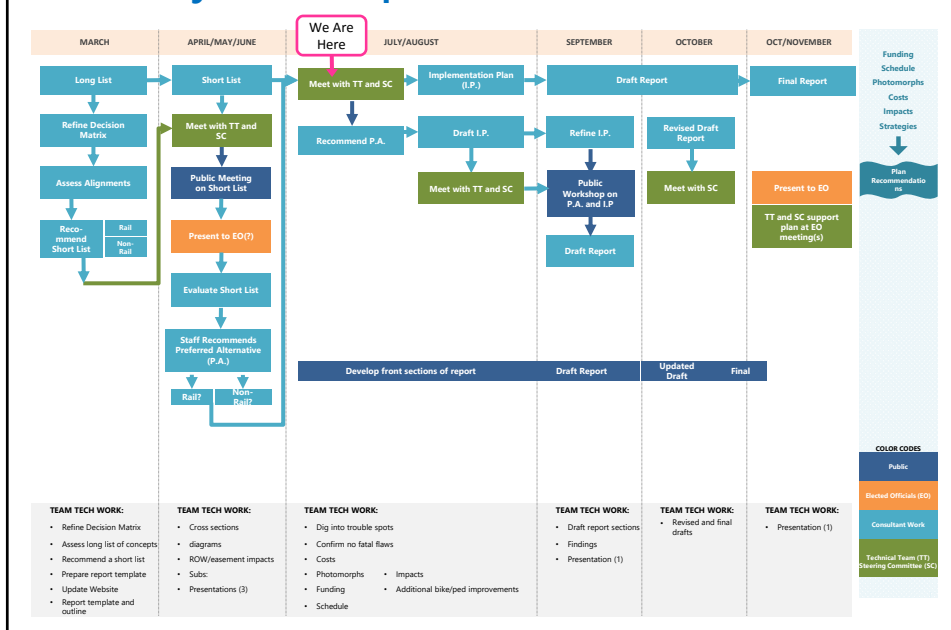 We Are
Here
MARCH
APRIL/MAY/JUNE
JULY/AUGUST
SEPTEMBER
OCTOBER
OCT/NOVEMBER
Long List
Refine Decision
Matrix
Assess Alignments
Reco-
mmend
Short List
Rail
Non-
Rail
Short List
Meet with TT and
SC
Public Meeting
on Short List
Present to EO(?)
Evaluate Short List
Staff Recommends
Preferred Alternative
(P.A.)
Rail?
Non-
Rail?
Meet with TT and SC
Recommend P.A.
Implementation Plan
(I.P.)
Draft I.P.
Meet with TT and SC
Draft Report
Refine I.P.
Public
Workshop on
P.A. and I.P
Draft Report
Revised Draft
Report
Meet with SC
Final Report
Present to EO
TT and SC support
plan at EO
meeting(s)
Develop front sections of report
Draft Report
Updated
Draft
Final
Funding
Schedule
Photomorphs
Costs
Impacts
Strategies
Plan
Recommendatio
ns
COLOR CODES
Public
Elected Officials (EO)
Consultant Work
Technical Team (TT)
Steering Committee (SC)
TEAM TECH WORK:
• Refine Decision Matrix
• Assess long list of concepts
• Recommend a short list
• Prepare report template
• Update Website
• Report template and
outline
TEAM TECH WORK:
• Cross sections
• diagrams
• ROW/easement impacts
• Subs:
• Presentations (3)
TEAM TECH WORK:
• Dig into trouble spots
• Confirm no fatal flaws
• Costs
• Photomorphs
• Funding
• Schedule
• Impacts
• Additional bike/ped improvements
TEAM TECH WORK:
• Draft report sections
• Findings
• Presentation (1)
TEAM TECH WORK:
• Revised and final
drafts
TEAM TECH WORK:
• Presentation (1)